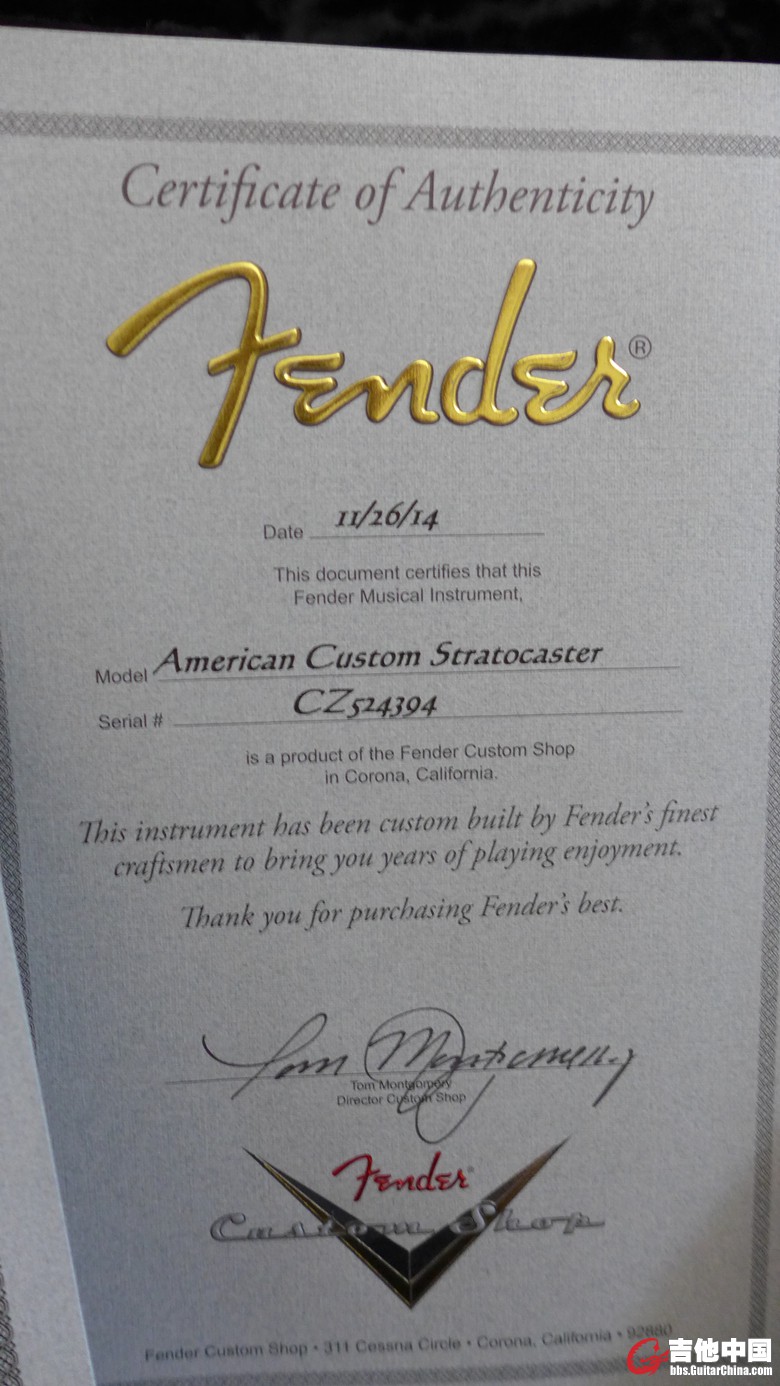 Certificate of Authenticity
Fender®
Date 11/26/14
This document certifies that this
Fender Musical Instrument,
Model American Custom Stratocaster
Serial # CZ524394
is a product of the Fender Custom Shop
in Corona, California.
This instrument has been custom built by Fender's finest
craftsmen to bring you years of playing enjoyment.
Thank you for purchasing Fender's best.
Tom Montgomery
Tom Montgomery
Director Custom Shop
Fender®
Custom Shop
Fender Custom Shop • 311 Cessna Circle • Corona, California • 92880
吉他中国
bbs.GuitarChina.com